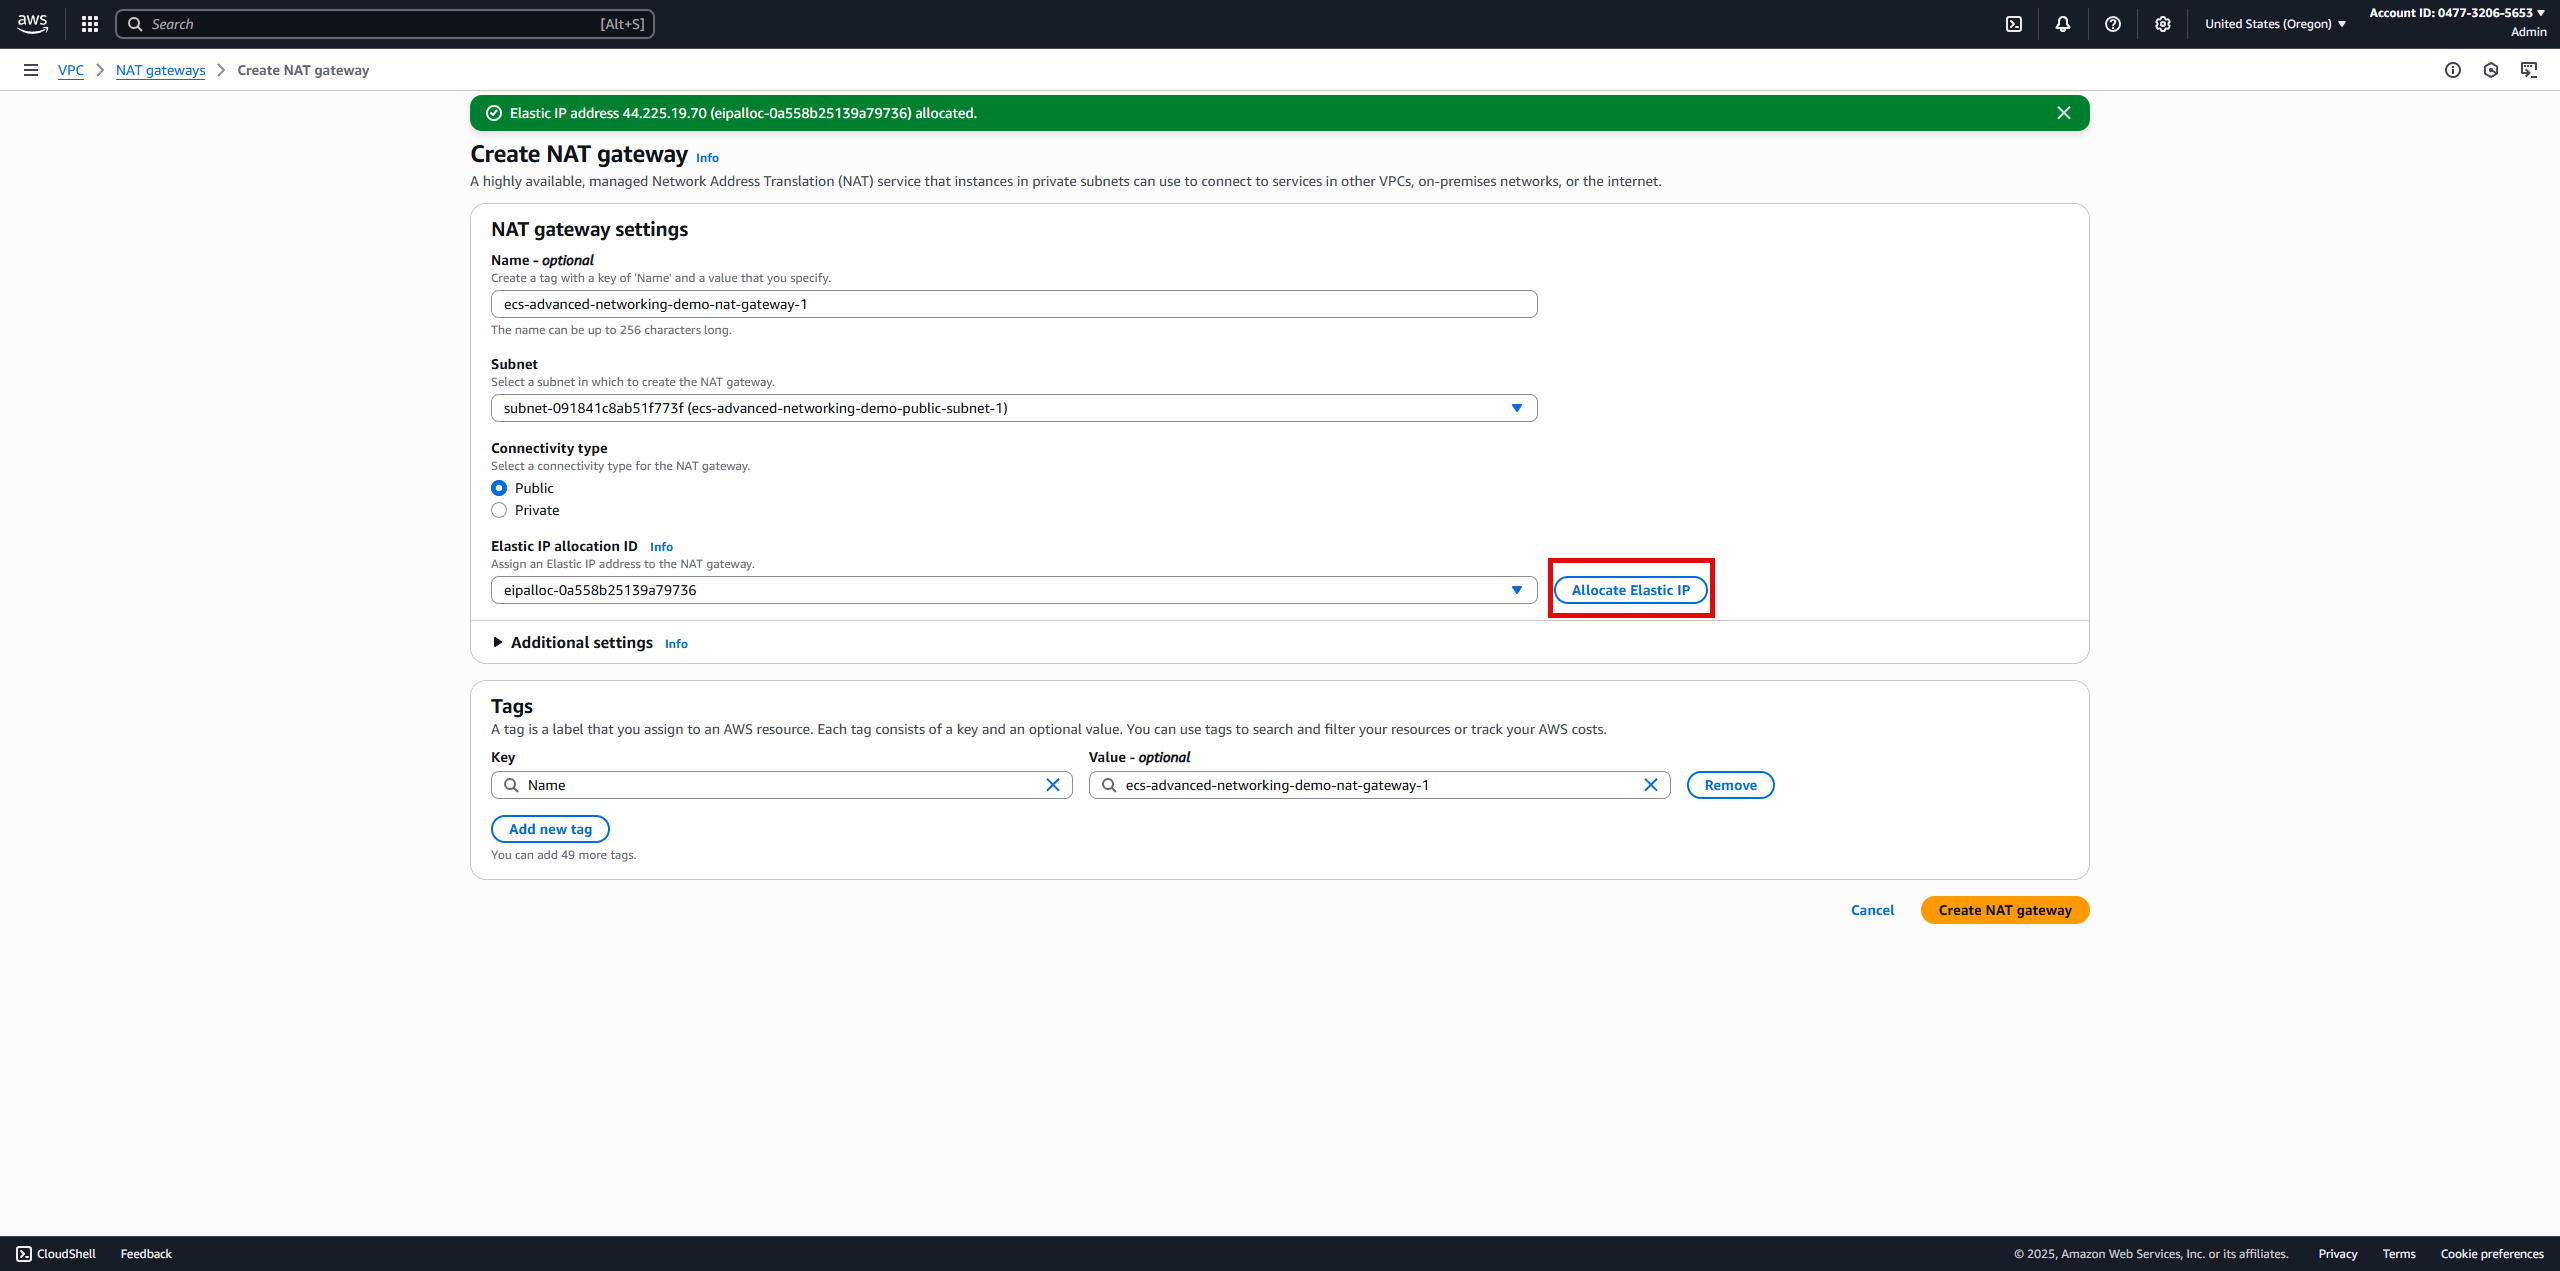 aws
Search
[Alt+S]
United States (Oregon)
Account ID: 0477-3206-5653
Admin
VPC
NAT gateways
Create NAT gateway
Elastic IP address 44.225.19.70 (eipalloc-0a558b25139a79736) allocated.
Create NAT gateway Info
A highly available, managed Network Address Translation (NAT) service that instances in private subnets can use to connect to services in other VPCs, on-premises networks, or the internet.
NAT gateway settings
Name - optional
Create a tag with a key of 'Name' and a value that you specify.
ecs-advanced-networking-demo-nat-gateway-1
The name can be up to 256 characters long.
Subnet
Select a subnet in which to create the NAT gateway.
subnet-091841c8ab51f773f (ecs-advanced-networking-demo-public-subnet-1)
Connectivity type
Select a connectivity type for the NAT gateway.
Public
Private
Elastic IP allocation ID Info
Assign an Elastic IP address to the NAT gateway.
eipalloc-0a558b25139a79736
Allocate Elastic IP
Additional settings Info
Tags
A tag is a label that you assign to an AWS resource. Each tag consists of a key and an optional value. You can use tags to search and filter your resources or track your AWS costs.
Key
Value - optional
Name
ecs-advanced-networking-demo-nat-gateway-1
Remove
Add new tag
You can add 49 more tags.
Cancel
Create NAT gateway
CloudShell
Feedback
© 2025, Amazon Web Services, Inc. or its affiliates.
Privacy
Terms
Cookie preferences